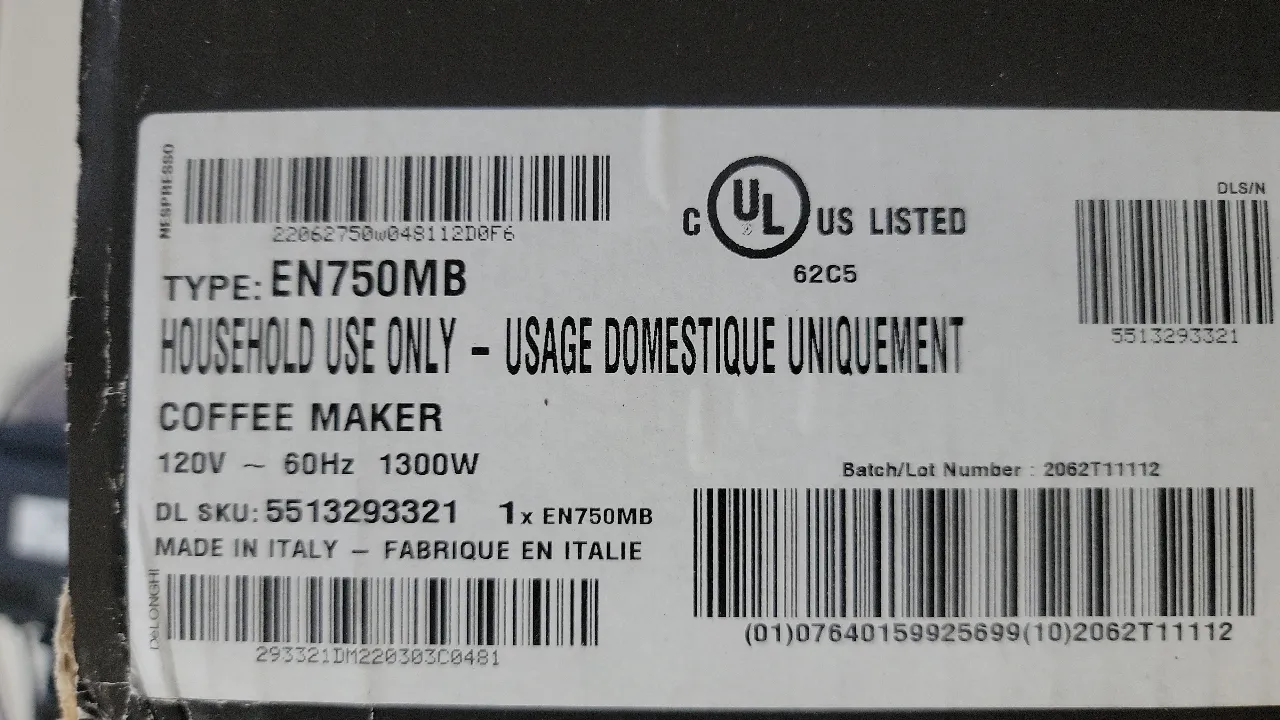 NESPRESSO
22062750w048112D0F6
TYPE: EN750MB
HOUSEHOLD USE ONLY – USAGE DOMESTIQUE UNIQUEMENT
COFFEE MAKER
120V ~ 60Hz 1300W
DL SKU: 5513293321 1x EN750MB
MADE IN ITALY – FABRIQUE EN ITALIE
DeLONGHI
293321DM220303C0481
C UL US LISTED
62C5
DLS/N
5513293321
Batch/Lot Number : 2062T11112
(01)07640159925699(10)2062T11112